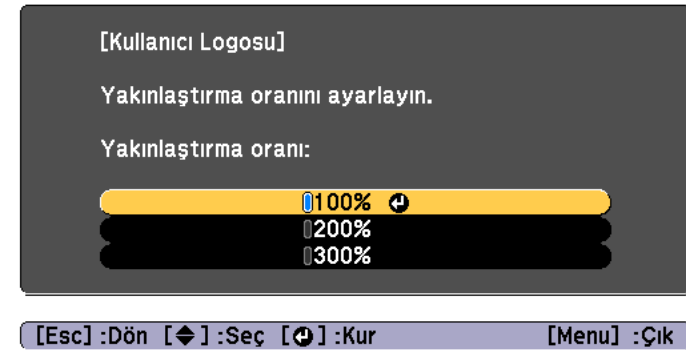 [Kullanıcı Logosu]
Yakınlaştırma oranını ayarlayın.
Yakınlaştırma oranı:
100%
200%
300%
[Esc] :Dön [◆] :Seç [⏎] :Kur [Menu] :Çık